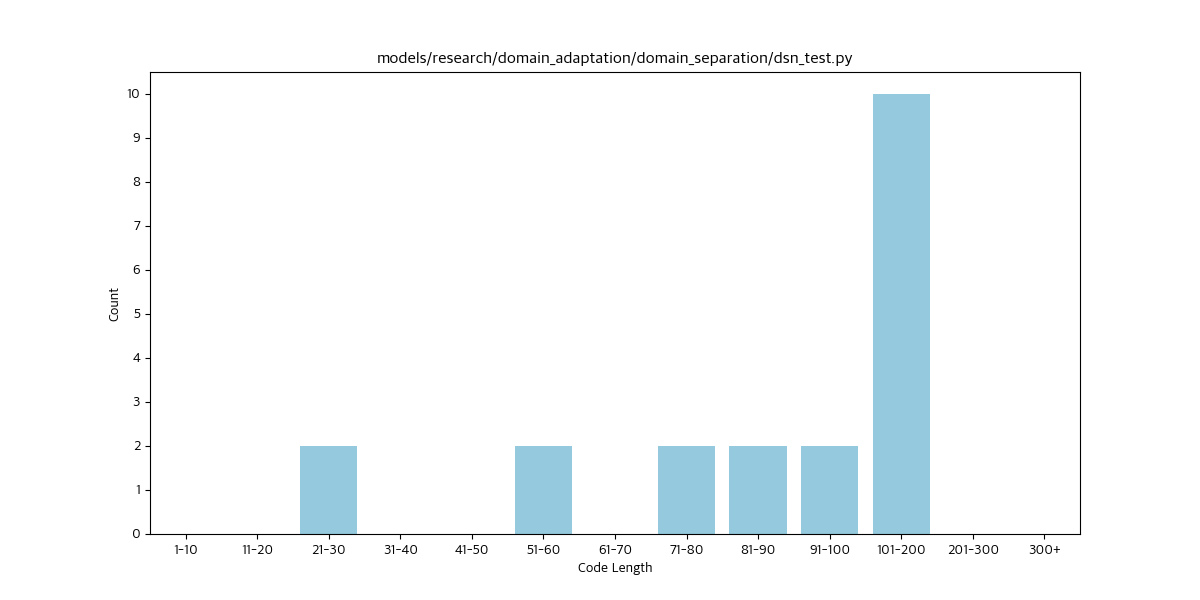 models/research/domain_adaptation/domain_separation/dsn_test.py
Count
10
9
8
7
6
5
4
3
2
1
0
1-10 11-20 21-30 31-40 41-50 51-60 61-70 71-80 81-90 91-100 101-200 201-300 300+
Code Length